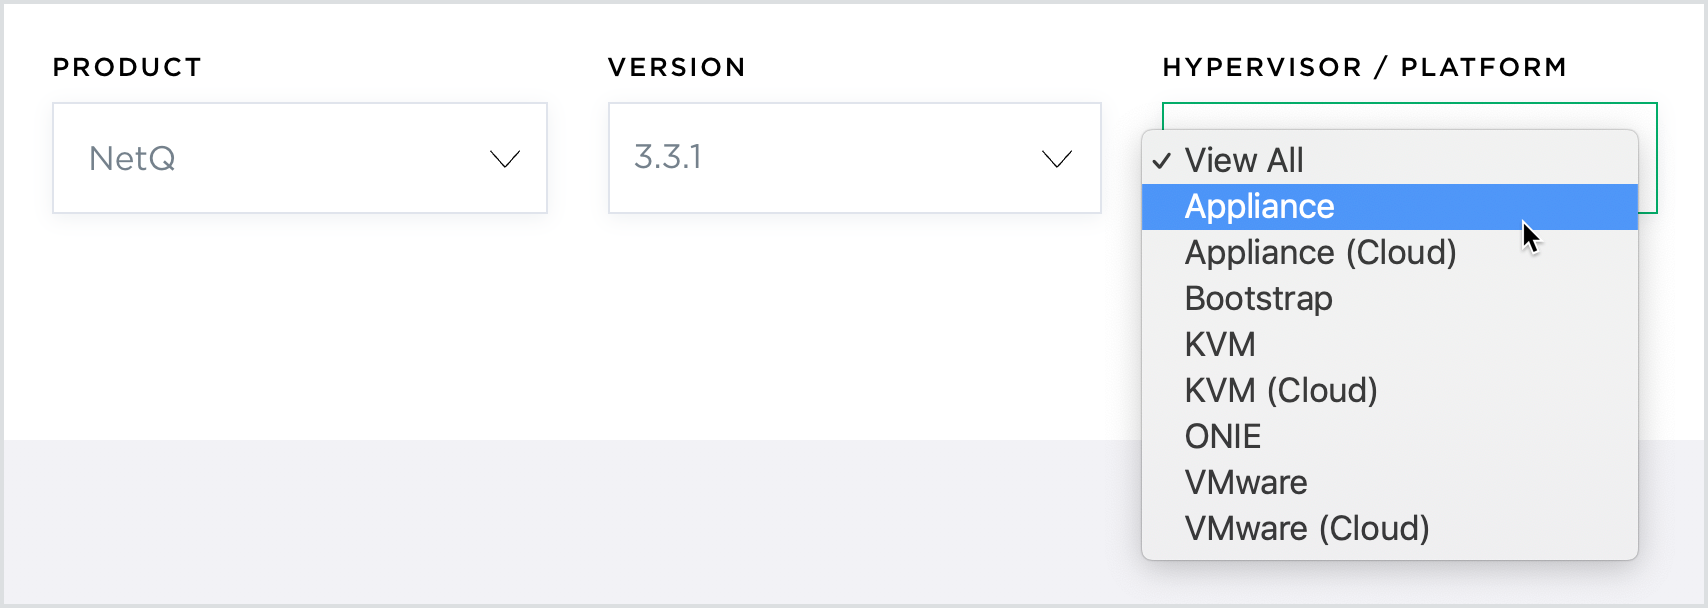 PRODUCT
VERSION
HYPERVISOR / PLATFORM
NetQ
3.3.1
View All
Appliance
Appliance (Cloud)
Bootstrap
KVM
KVM (Cloud)
ONIE
VMware
VMware (Cloud)